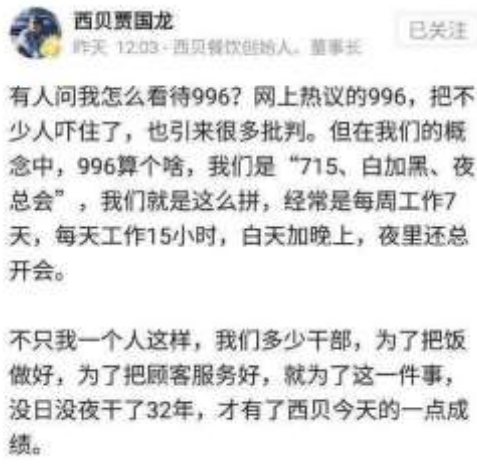 西贝贾国龙
已关注
昨天 12:03 - 西贝餐饮创始人、董事长
有人问我怎么看待996？网上热议的996，把不
少人吓住了，也引来很多批判。但在我们的概
念中，996算个啥，我们是“715、白加黑、夜
总会”，我们就是这么拼，经常是每周工作7
天，每天工作15小时，白天加晚上，夜里还总
开会。
不只我一个人这样，我们多少干部，为了把饭
做好，为了把顾客服务好，就为了这一件事，
没日没夜干了32年，才有了西贝今天的一点成
绩。